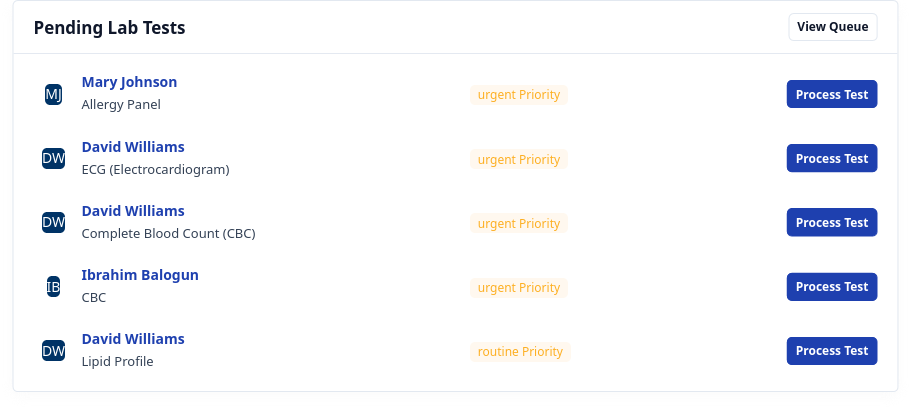 Pending Lab Tests
View Queue
MJ
Mary Johnson
Allergy Panel
urgent Priority
Process Test
DW
David Williams
ECG (Electrocardiogram)
urgent Priority
Process Test
DW
David Williams
Complete Blood Count (CBC)
urgent Priority
Process Test
IB
Ibrahim Balogun
CBC
urgent Priority
Process Test
DW
David Williams
Lipid Profile
routine Priority
Process Test